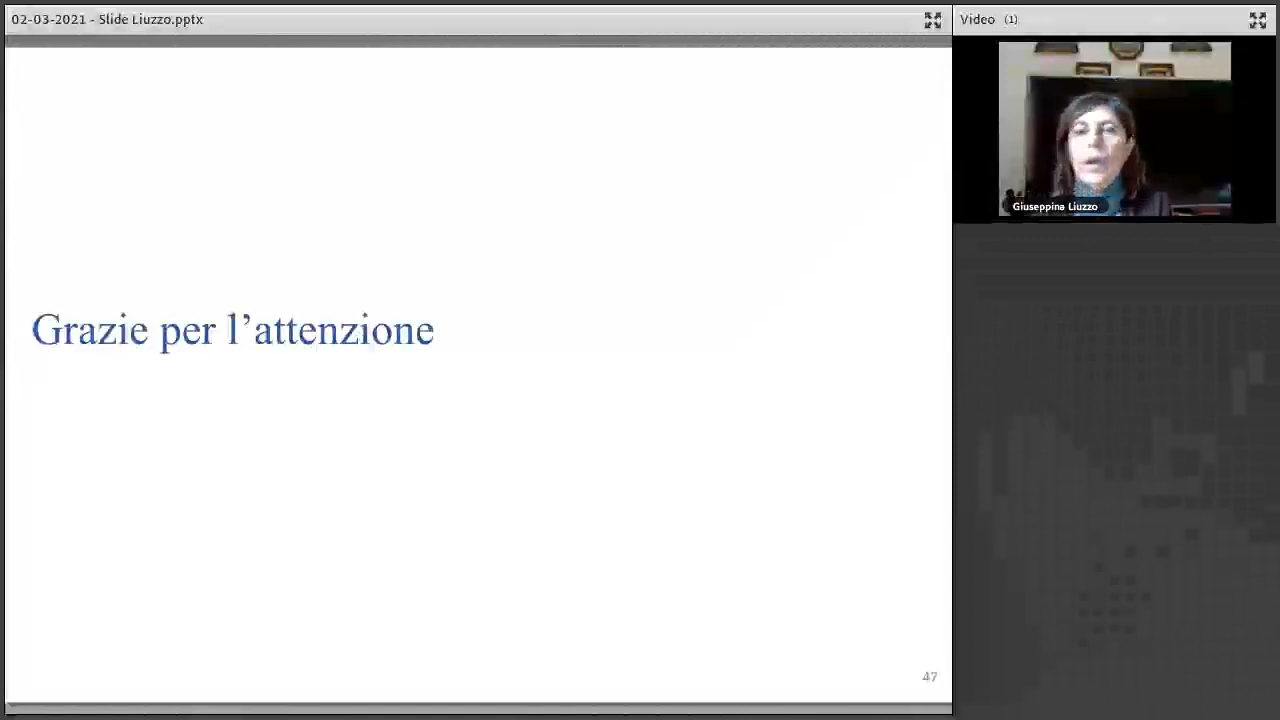 02-03-2021 - Slide Liuzzo.pptx
Video (1)
Giuseppina Liuzzo
Grazie per l’attenzione
47